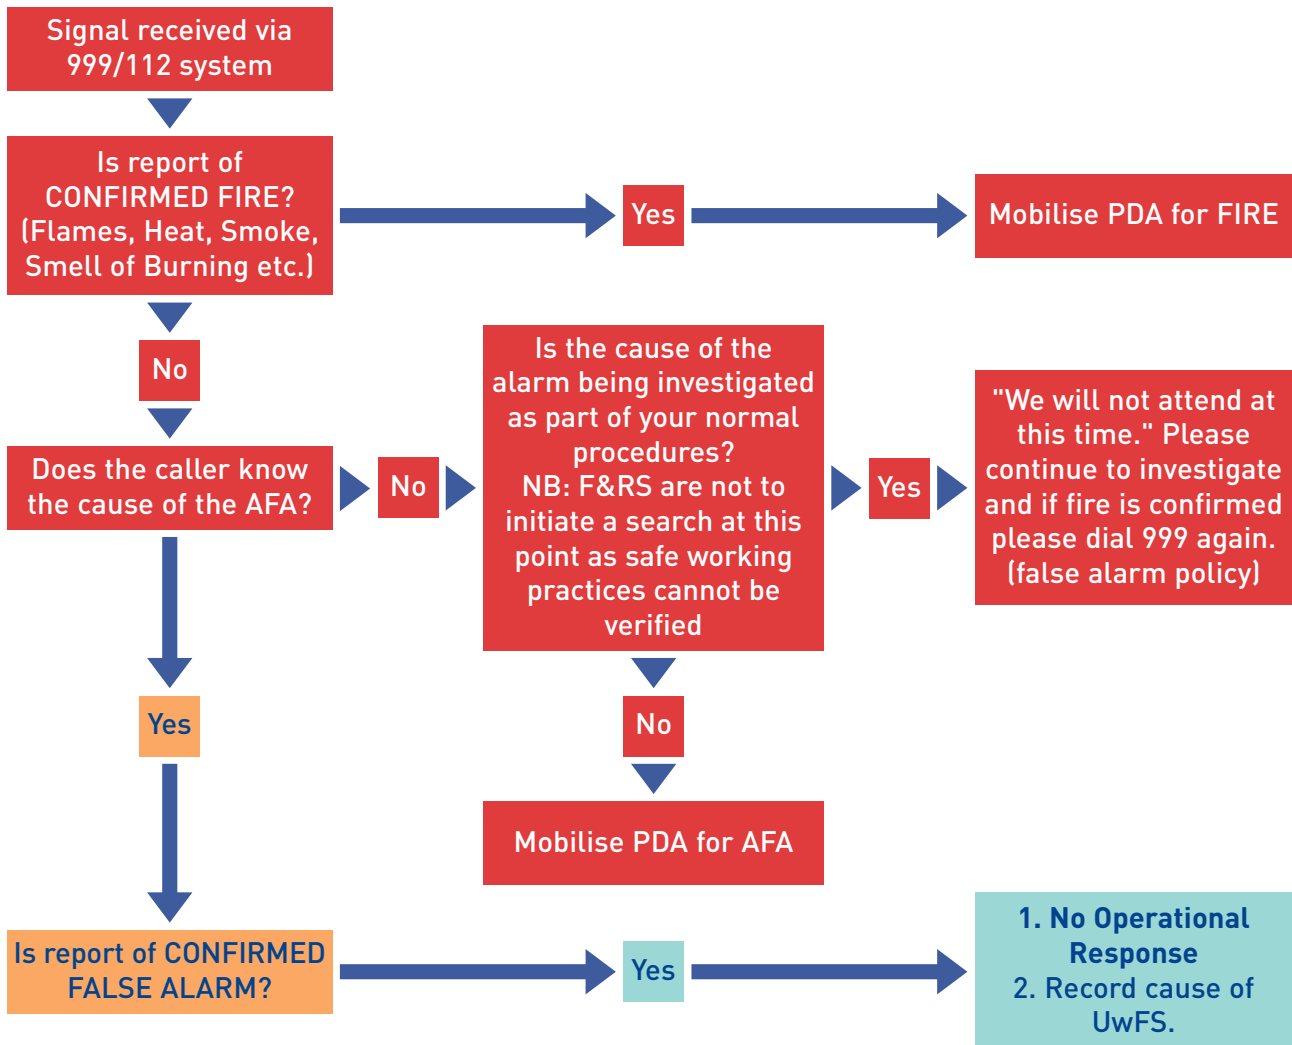 Signal received via
999/112 system
Is report of
CONFIRMED FIRE?
(Flames, Heat, Smoke,
Smell of Burning etc.)
Yes
Mobilise PDA for FIRE
No
Does the caller know
the cause of the AFA?
No
Is the cause of the
alarm being investigated
as part of your normal
procedures?
NB: F&RS are not to
initiate a search at this
point as safe working
practices cannot be
verified
Yes
"We will not attend at
this time." Please
continue to investigate
and if fire is confirmed
please dial 999 again.
(false alarm policy)
No
Mobilise PDA for AFA
Yes
Is report of CONFIRMED
FALSE ALARM?
Yes
1. No Operational
Response
2. Record cause of
UwFS.